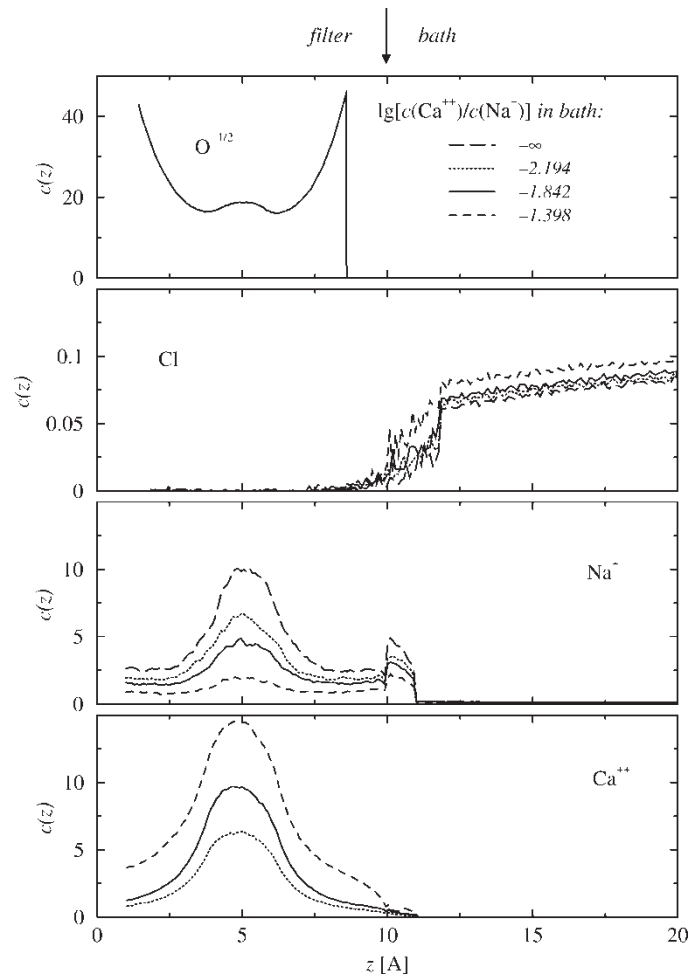 filter bath
c(z)
40
20
0
O 1/2
lg[c(Ca++)/c(Na-)] in bath:
−∞
−2.194
−1.842
−1.398
c(z)
0.1
0.05
0
Cl
c(z)
10
5
0
Na-
c(z)
10
5
0
Ca++
0 5 10 15 20
z [A]